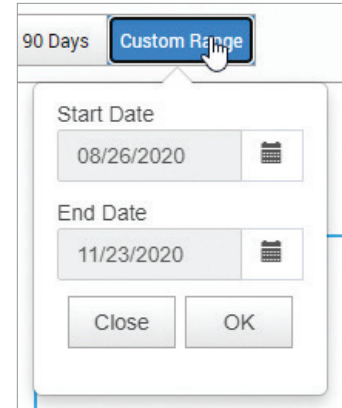 90 Days Custom Range
Start Date
08/26/2020
End Date
11/23/2020
Close OK